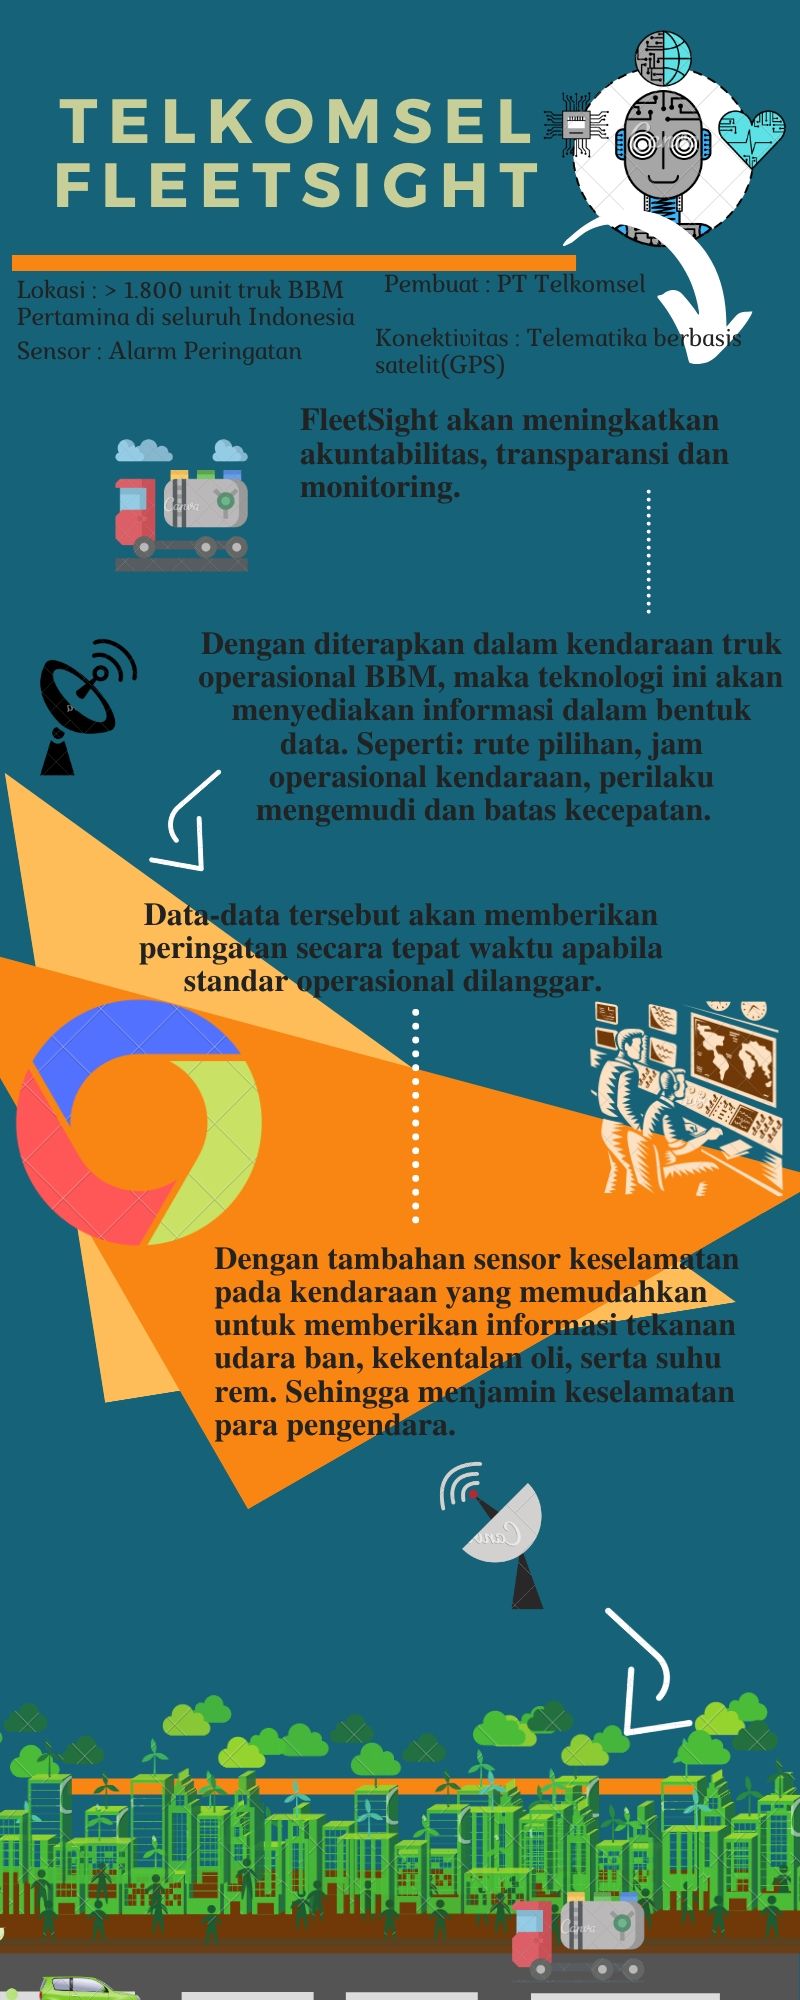 TELKOMSEL
FLEETSIGHT
Lokasi : > 1.800 unit truk BBM
Pertamina di seluruh Indonesia
Sensor : Alarm Peringatan
Pembuat : PT Telkomsel
Konektivitas : Telematika berbasis
satelit(GPS)
FleetSight akan meningkatkan
akuntabilitas, transparansi dan
monitoring.
Canva
Dengan diterapkan dalam kendaraan truk
operasional BBM, maka teknologi ini akan
menyediakan informasi dalam bentuk
data. Seperti: rute pilihan, jam
operasional kendaraan, perilaku
mengemudi dan batas kecepatan.
Data-data tersebut akan memberikan
peringatan secara tepat waktu apabila
standar operasional dilanggar.
Dengan tambahan sensor keselamatan
pada kendaraan yang memudahkan
untuk memberikan informasi tekanan
udara ban, kekentalan oli, serta suhu
rem. Sehingga menjamin keselamatan
para pengendara.
Canva